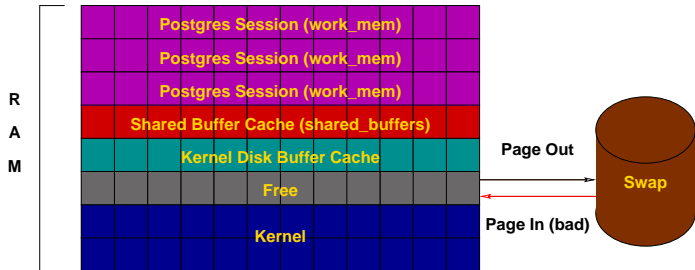 Postgres Session (work_mem)
Postgres Session (work_mem)
Postgres Session (work_mem)
RAM
Shared Buffer Cache (shared_buffers)
Kernel Disk Buffer Cache
Page Out
Free
Swap
Page In (bad)
Kernel